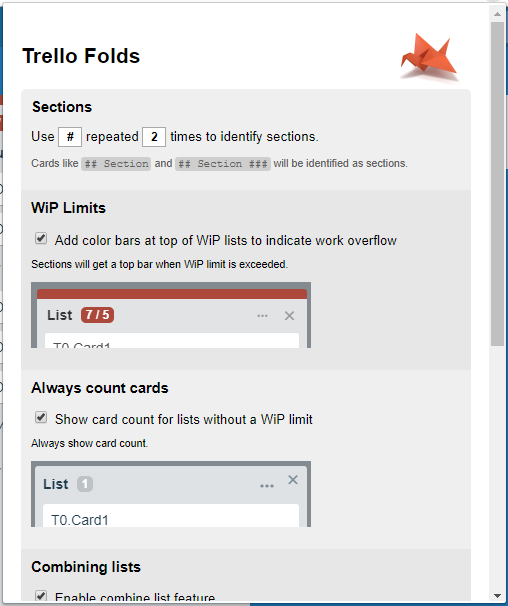 Trello Folds
Sections
Use # repeated 2 times to identify sections.
Cards like ## Section and ## Section ### will be identified as sections.
WiP Limits
Add color bars at top of WiP lists to indicate work overflow
Sections will get a top bar when WiP limit is exceeded.
List 7 / 5 ··· ×
T0.Card1
Always count cards
Show card count for lists without a WiP limit
Always show card count.
List 1 ··· ×
T0.Card1
Combining lists
Enable combine list feature